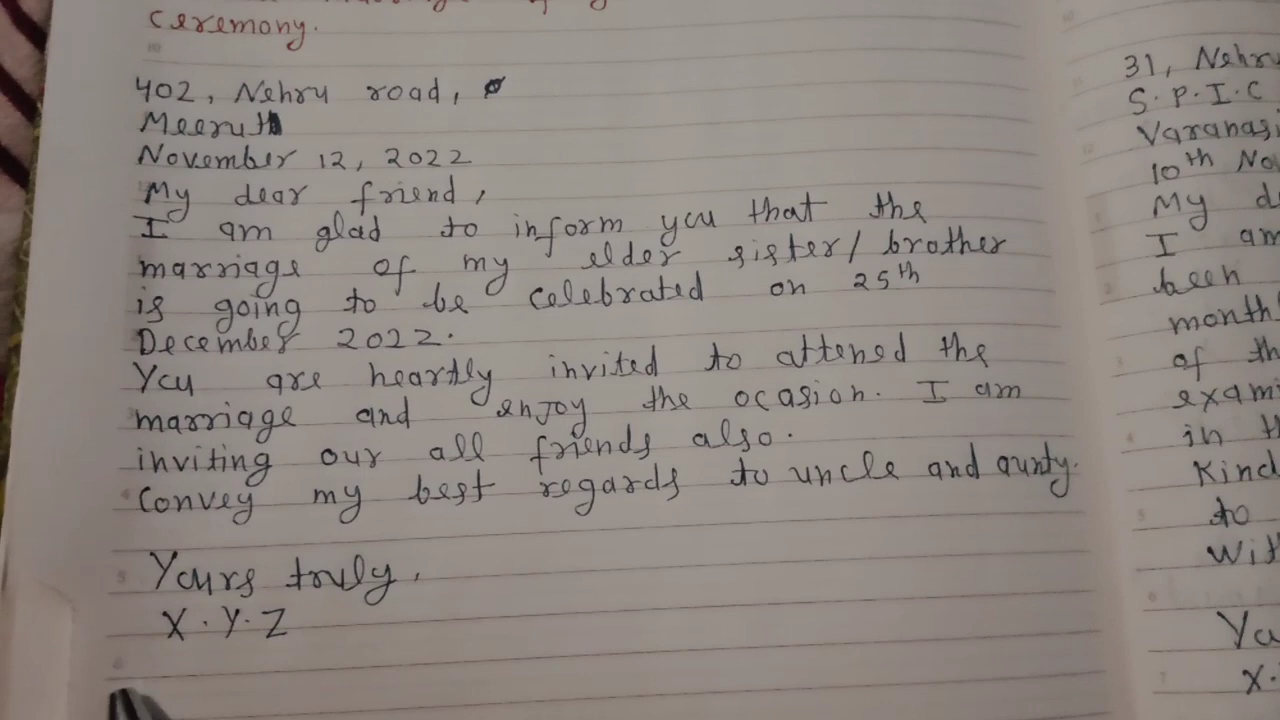 ceremony.
402, Nehru road,
Meeruth
November 12, 2022
My dear friend,
I am glad to inform you that the
marriage of my elder sister/ brother
is going to be celebrated on 25th
December 2022.
You are heartly invited to attened the
marriage and enjoy the ocasion. I am
inviting our all friends also.
Convey my best regards to uncle and aunty.
Yours truly,
X.Y.Z
31, Nehru
S.P.I.C
Varanasi
10th No
My de
I am
been
month
of th
exami
in th
Kind
to
Wit
You
X.